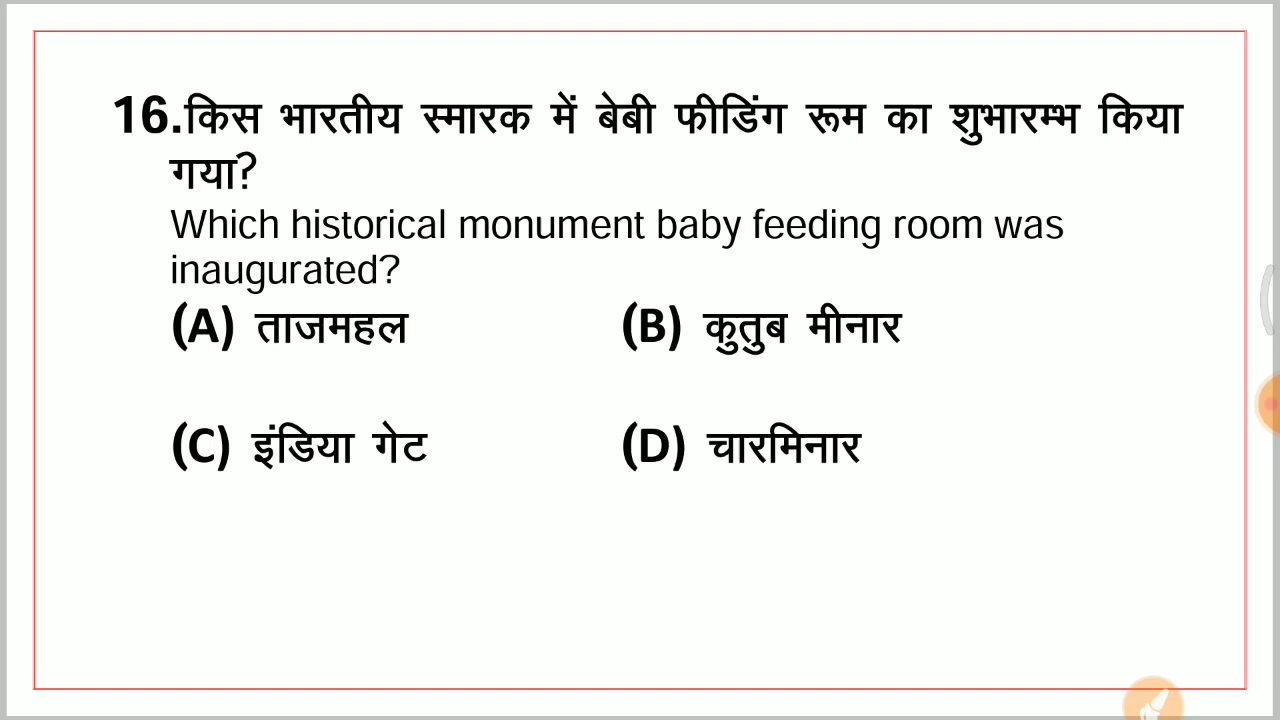 16.किस भारतीय स्मारक में बेबी फीडिंग रूम का शुभारम्भ किया
गया?
Which historical monument baby feeding room was
inaugurated?
(A) ताजमहल (B) कुतुब मीनार
(C) इंडिया गेट (D) चारमिनार